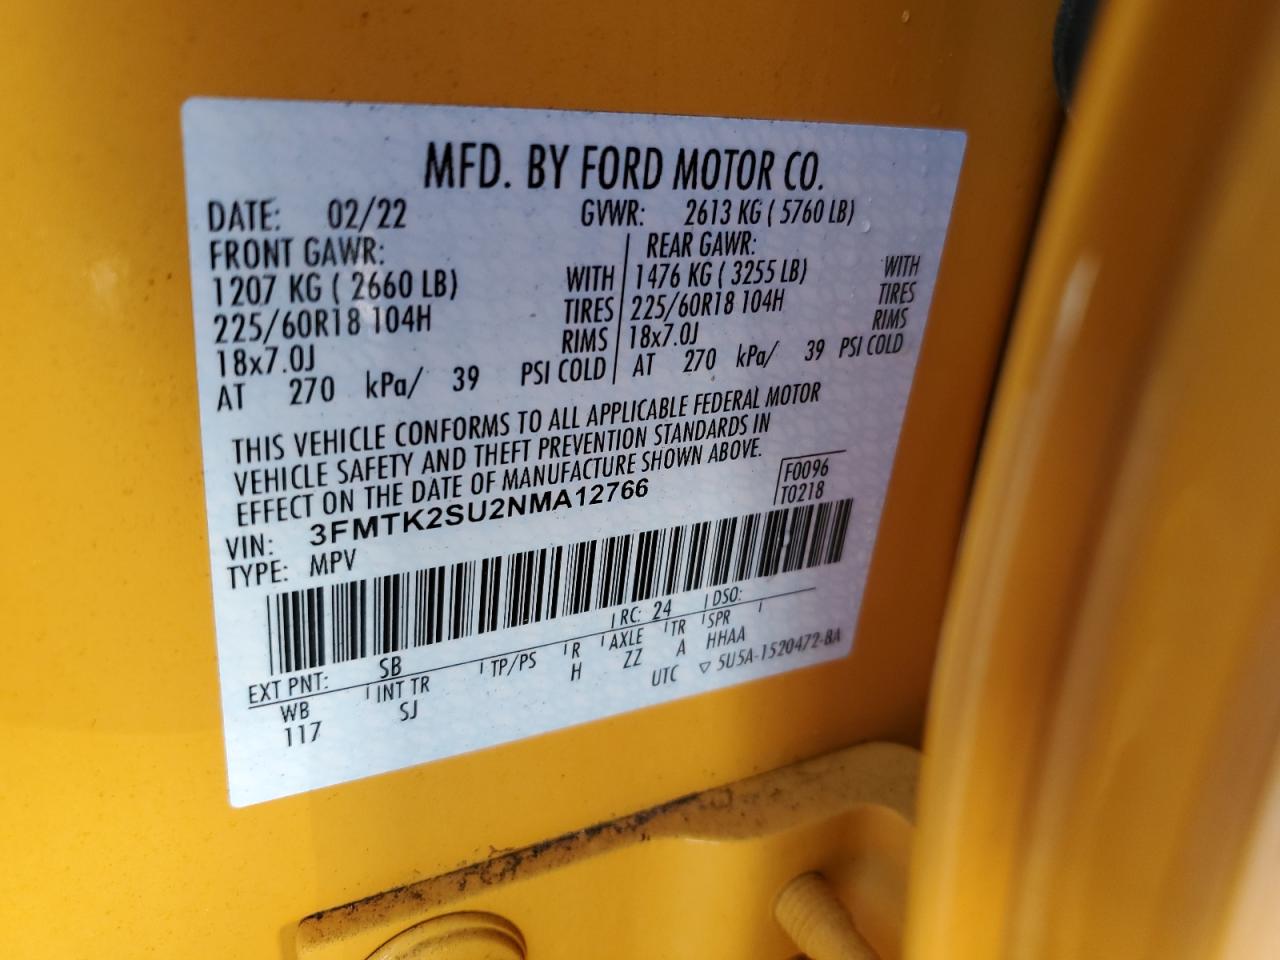 MFD. BY FORD MOTOR CO.
DATE: 02/22 GVWR: 2613 KG ( 5760 LB)
FRONT GAWR: REAR GAWR:
1207 KG ( 2660 LB) WITH 1476 KG ( 3255 LB) WITH
225/60R18 104H TIRES 225/60R18 104H TIRES
18x7.0J RIMS 18x7.0J RIMS
AT 270 kPa/ 39 PSI COLD AT 270 kPa/ 39 PSI COLD
THIS VEHICLE CONFORMS TO ALL APPLICABLE FEDERAL MOTOR
VEHICLE SAFETY AND THEFT PREVENTION STANDARDS IN
EFFECT ON THE DATE OF MANUFACTURE SHOWN ABOVE.
F0096
VIN: 3FMTK2SU2NMA12766 T0218
TYPE: MPV
EXT PNT: SB RC: 24 DSO:
WB INT TR TP/PS R AXLE TR SPR
117 SJ H ZZ A HHAA
UTC ▽ 5U5A-1520472-BA